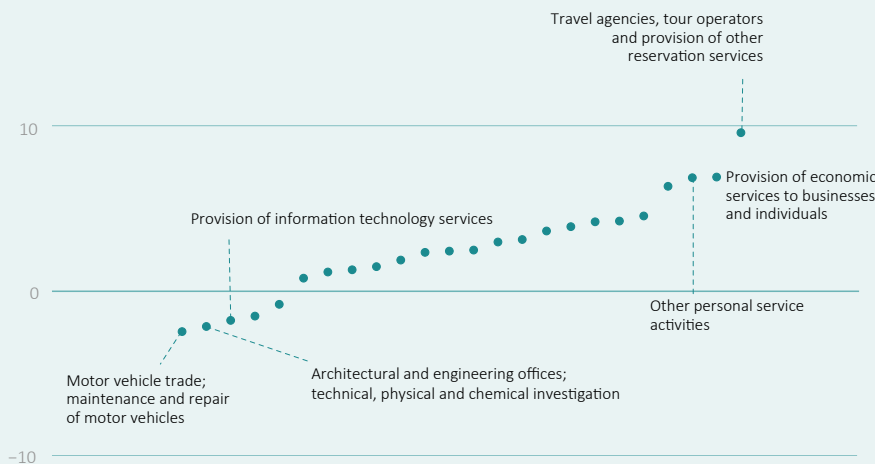 Travel agencies, tour operators
and provision of other
reservation services
10
Provision of economic
services to businesses
and individuals
Provision of information technology services
0
Other personal service
activities
Motor vehicle trade;
maintenance and repair
of motor vehicles
Architectural and engineering offices;
technical, physical and chemical investigation
−10